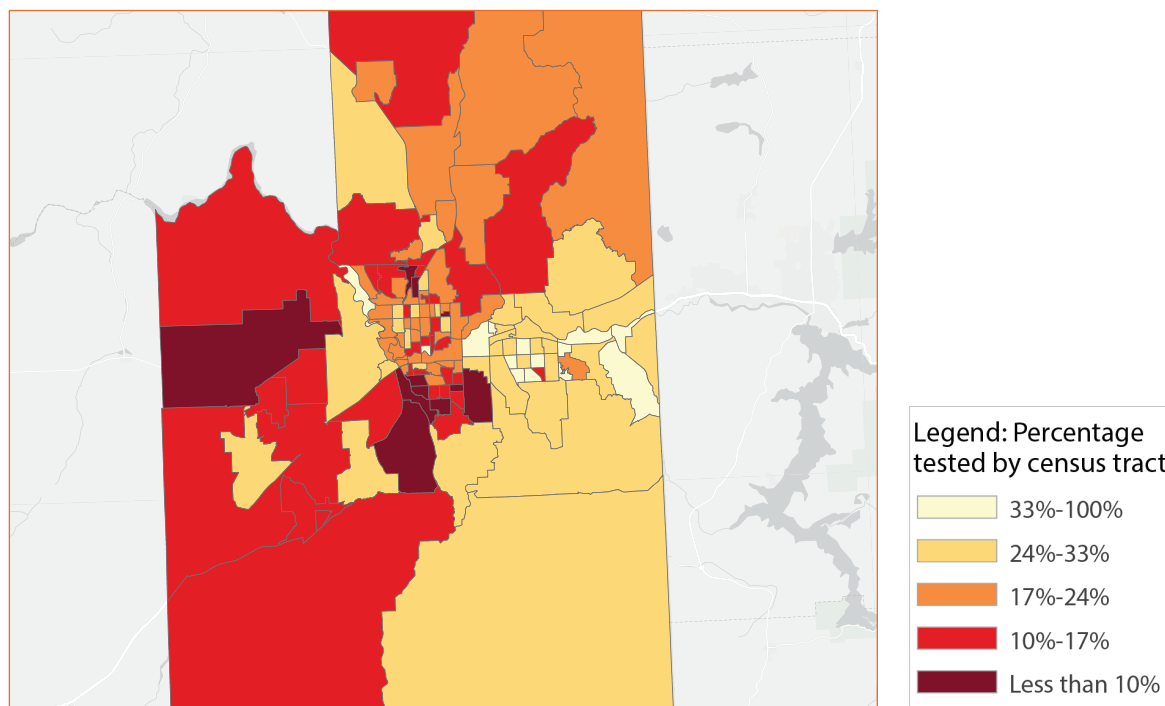 Legend: Percentage
tested by census tract
33%-100%
24%-33%
17%-24%
10%-17%
Less than 10%